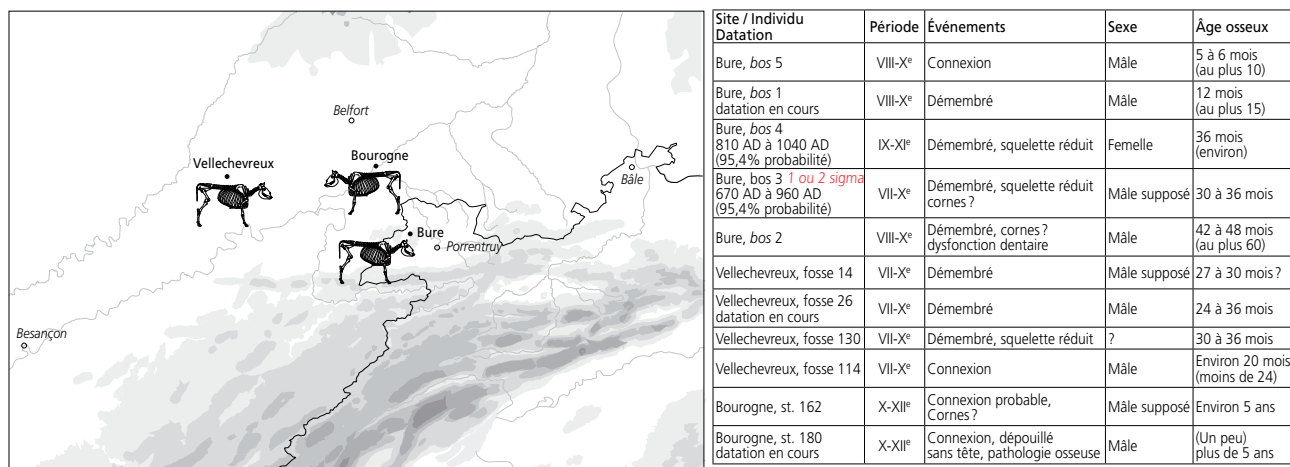 Belfort
Vellechevreux
Bourogne
Bâle
Bure
Porrentruy
Besançon
Site / Individu Datation Période Événements Sexe Âge osseux
Bure, bos 5 VIII-Xᵉ Connexion Mâle 5 à 6 mois (au plus 10)
Bure, bos 1 datation en cours VIII-Xᵉ Démembré Mâle 12 mois (au plus 15)
Bure, bos 4 810 AD à 1040 AD (95,4% probabilité) IX-XIᵉ Démembré, squelette réduit Femelle 36 mois (environ)
Bure, bos 3 1 ou 2 sigma 670 AD à 960 AD (95,4% probabilité) VII-Xᵉ Démembré, squelette réduit cornes ? Mâle supposé 30 à 36 mois
Bure, bos 2 VIII-Xᵉ Démembré, cornes ? dysfonction dentaire Mâle 42 à 48 mois (au plus 60)
Vellechevreux, fosse 14 VII-Xᵉ Démembré Mâle supposé 27 à 30 mois ?
Vellechevreux, fosse 26 datation en cours VII-Xᵉ Démembré Mâle 24 à 36 mois
Vellechevreux, fosse 130 VII-Xᵉ Démembré, squelette réduit ? 30 à 36 mois
Vellechevreux, fosse 114 VII-Xᵉ Connexion Mâle Environ 20 mois (moins de 24)
Bourogne, st. 162 X-XIIᵉ Connexion probable, Cornes ? Mâle supposé Environ 5 ans
Bourogne, st. 180 datation en cours X-XIIᵉ Connexion, dépouillé sans tête, pathologie osseuse Mâle (Un peu) plus de 5 ans